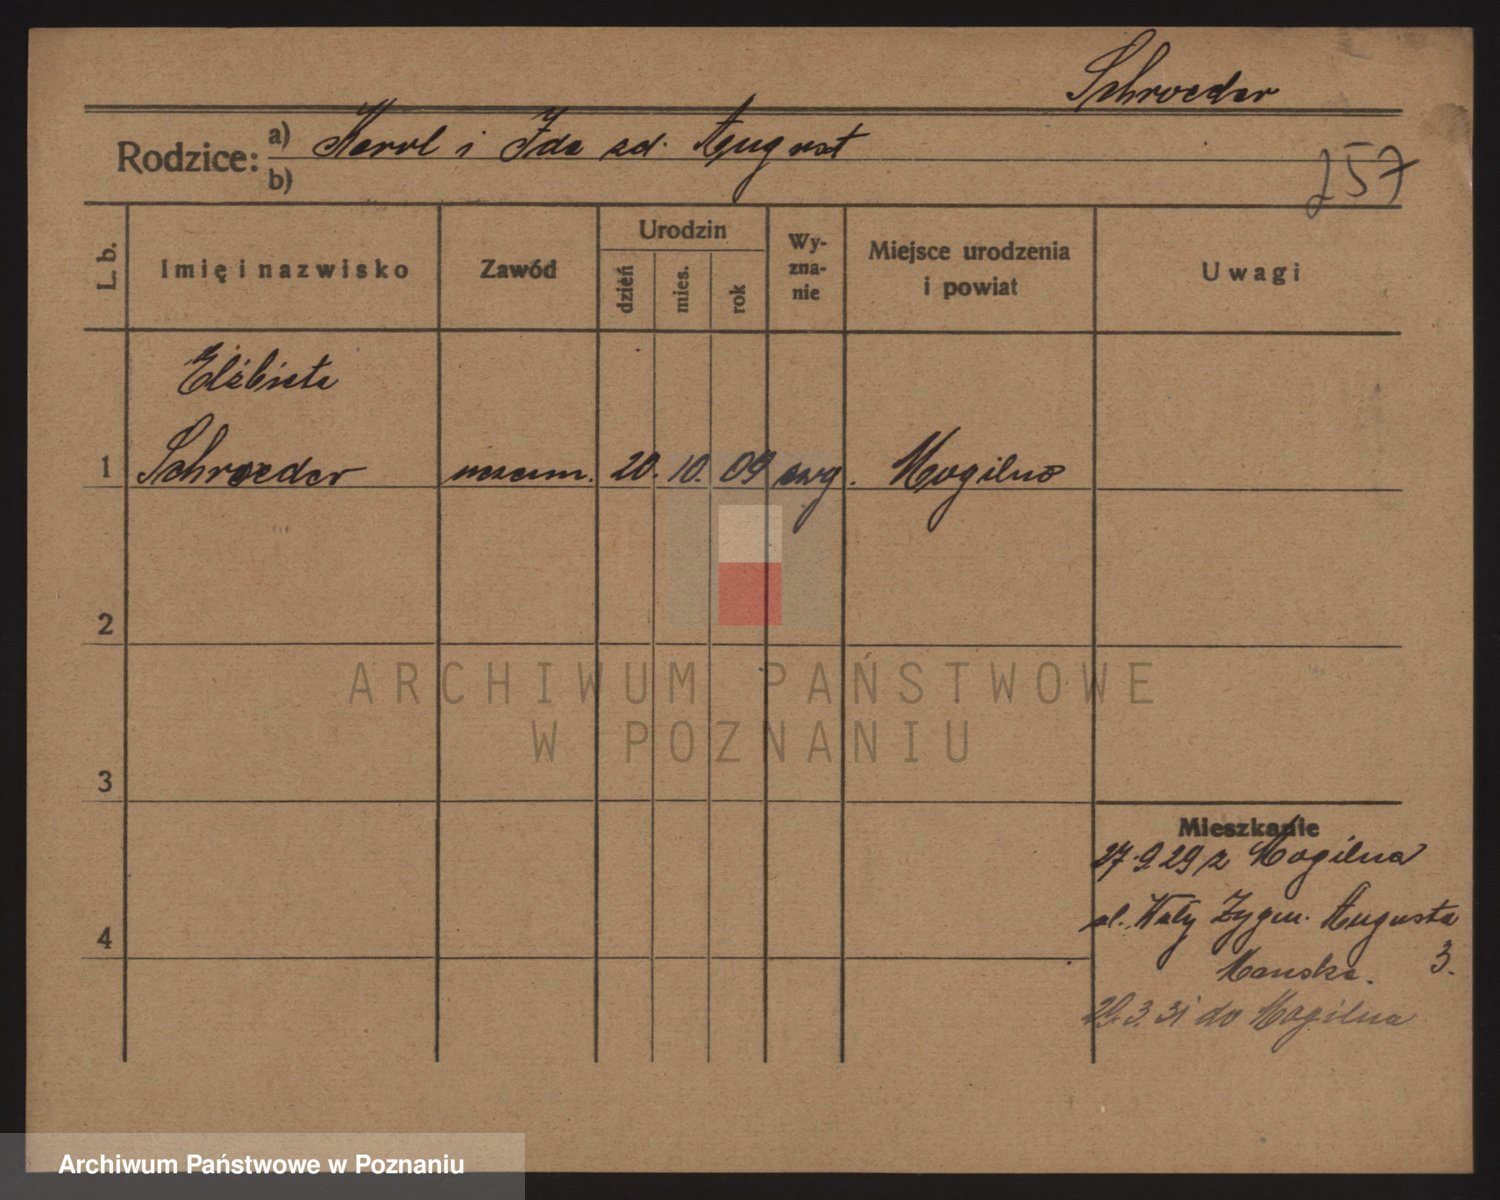 Schroeder
Rodzice: a) Karol i Ida zd. August
b)
257
L. b.
Imię i nazwisko
Zawód
Urodzin
dzień
mies.
rok
Wy-
zna-
nie
Miejsce urodzenia
i powiat
Uwagi
Elżbieta
1 Schroeder uczenn. 20. 10. 09 ewg. Mogilno
2
3
4
Mieszkanie
27.9.29 z Mogilna
ul. Wały Zygm. Augusta
3.
29.3.31 do Mogilna
ARCHIWUM PAŃSTWOWE
W POZNANIU
Archiwum Państwowe w Poznaniu